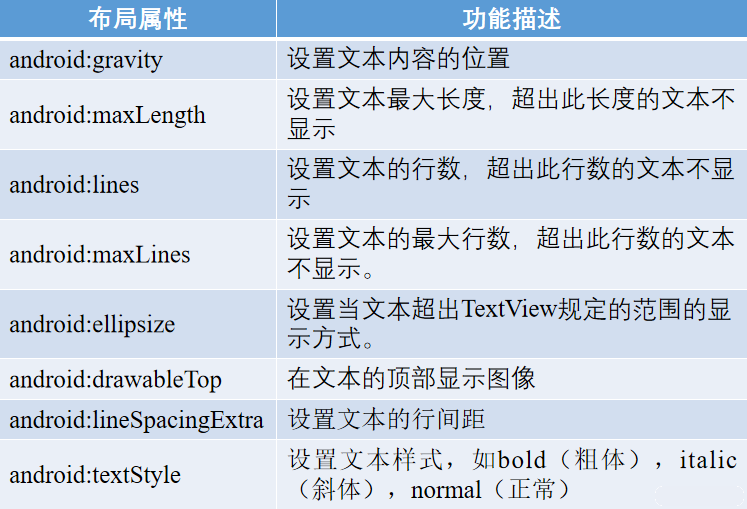 布局属性 功能描述
android:gravity 设置文本内容的位置
android:maxLength 设置文本最大长度，超出此长度的文本不
显示
android:lines 设置文本的行数，超出此行数的文本不显
示
android:maxLines 设置文本的最大行数，超出此行数的文本
不显示。
android:ellipsize 设置当文本超出TextView规定的范围的显
示方式。
android:drawableTop 在文本的顶部显示图像
android:lineSpacingExtra 设置文本的行间距
android:textStyle 设置文本样式，如bold（粗体），italic
（斜体），normal（正常）